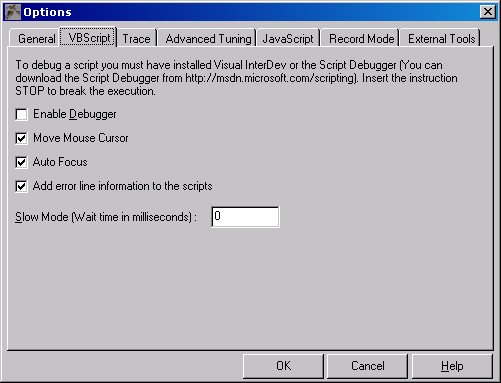 Options
General VBScript Trace Advanced Tuning JavaScript Record Mode External Tools
To debug a script you must have installed Visual InterDev or the Script Debugger (You can
download the Script Debugger from http://msdn.microsoft.com/scripting). Insert the instruction
STOP to break the execution.
Enable Debugger
Move Mouse Cursor
Auto Focus
Add error line information to the scripts
Slow Mode (Wait time in milliseconds) : 0
OK Cancel Help